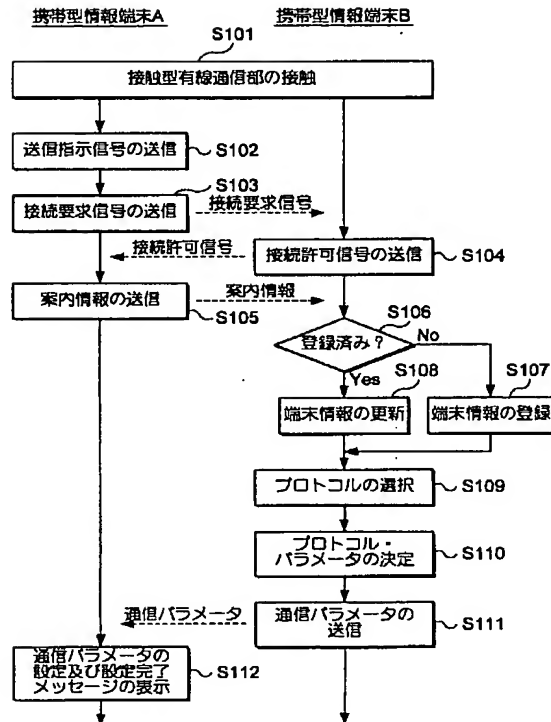 携帯型情報端末A
携帯型情報端末B
S101
接触型有線通信部の接触
送信指示信号の送信
S102
S103
接続要求信号の送信
接続要求信号
接続許可信号
接続許可信号の送信
S104
案内情報の送信
案内情報
S105
S106
登録済み?
No
Yes
S108
S107
端末情報の更新
端末情報の登録
プロトコルの選択
S109
プロトコル・
パラメータの決定
S110
通信パラメータ
通信パラメータの
送信
S111
通信パラメータの
設定及び設定完了
メッセージの表示
S112